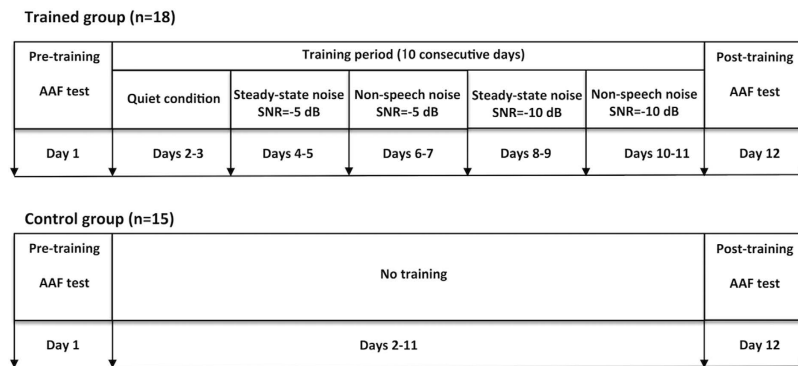 Trained group (n=18)
Pre-training
AAF test
Training period (10 consecutive days)
Quiet condition
Steady-state noise
SNR=-5 dB
Non-speech noise
SNR=-5 dB
Steady-state noise
SNR=-10 dB
Non-speech noise
SNR=-10 dB
Post-training
AAF test
Day 1
Days 2-3
Days 4-5
Days 6-7
Days 8-9
Days 10-11
Day 12
Control group (n=15)
Pre-training
AAF test
No training
Post-training
AAF test
Day 1
Days 2-11
Day 12